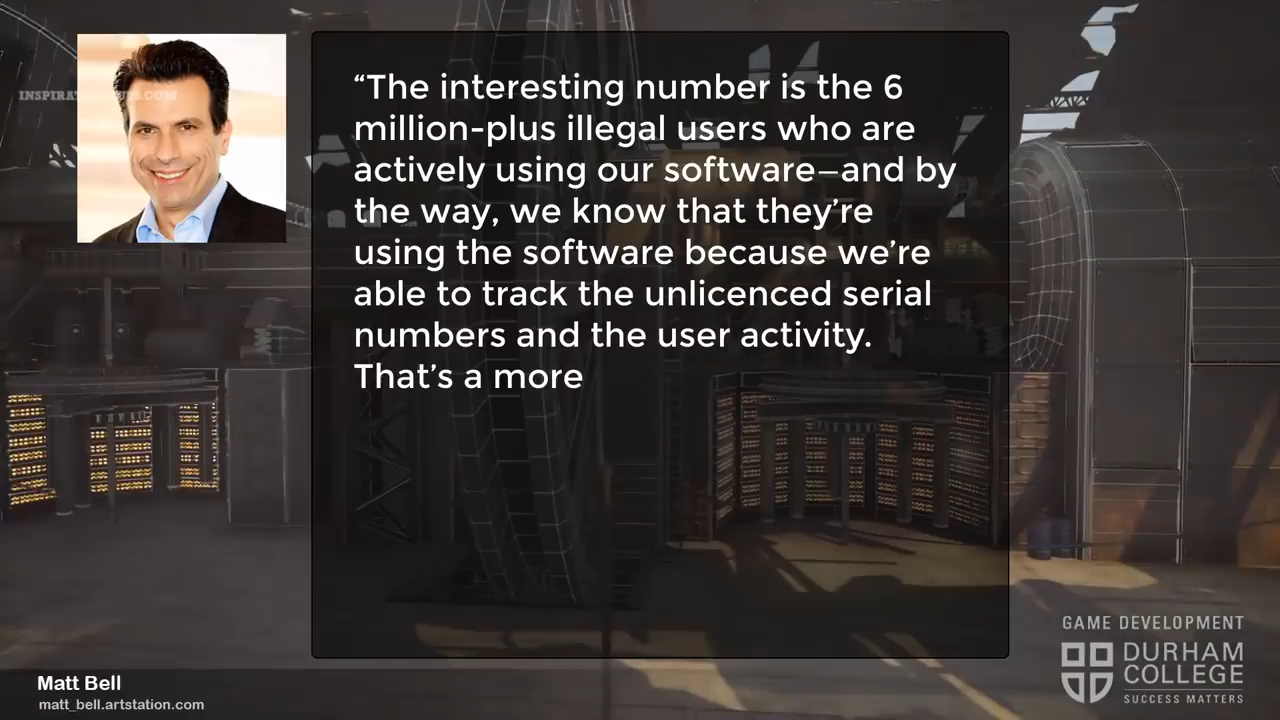 INSPIRAT
.COM
“The interesting number is the 6
million-plus illegal users who are
actively using our software—and by
the way, we know that they’re
using the software because we’re
able to track the unlicenced serial
numbers and the user activity.
That’s a more
GAME DEVELOPMENT
DURHAM
COLLEGE
SUCCESS MATTERS
Matt Bell
matt_bell.artstation.com